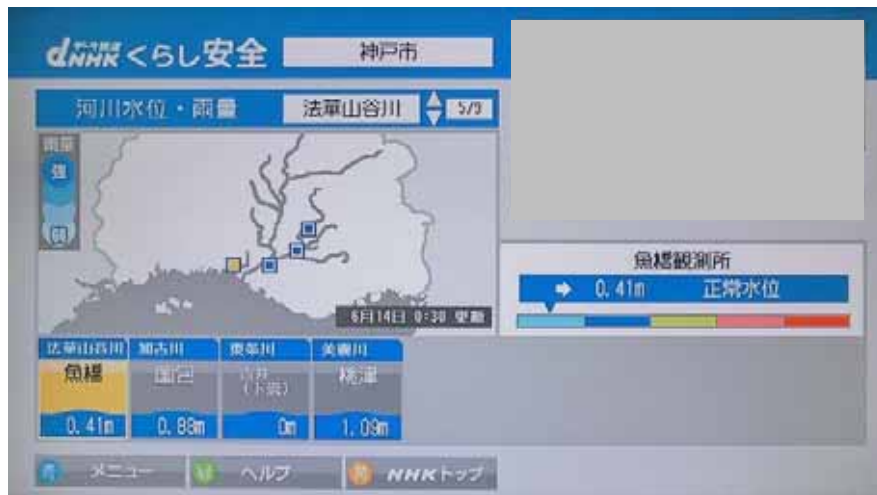 dNHK くらし安全 神戸市
河川水位・雨量 法華山谷川 5/9
雨量
強
弱
6月14日 0:30 更新
魚橋観測所
0.41m 正常水位
法華山谷川 加古川 東条川 美嚢川
魚橋 国包 (下流) 桃津
0.41m 0.88m 0m 1.09m
青 メニュー 緑 ヘルプ NHKトップ